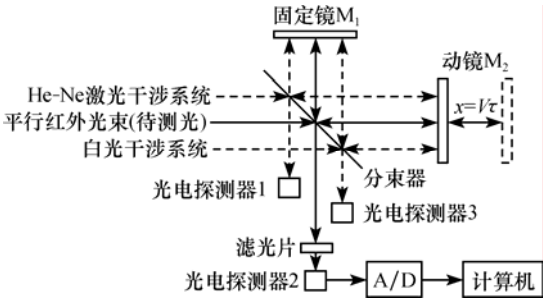 固定镜M₁
动镜M₂
He-Ne激光干涉系统
x=Vτ
平行红外光束(待测光)
白光干涉系统
分束器
光电探测器1
光电探测器3
滤光片
光电探测器2
A/D
计算机